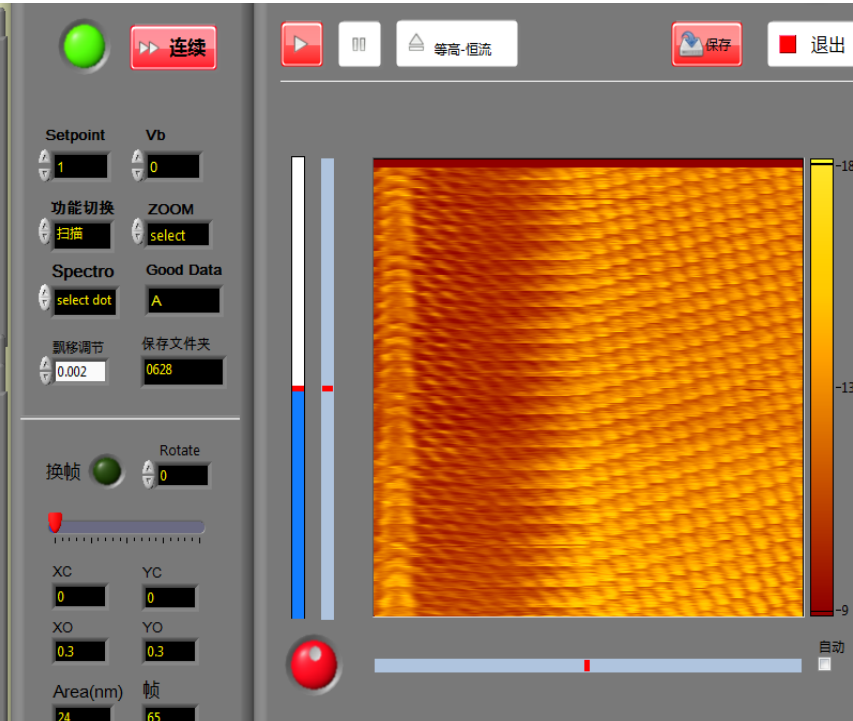 连续
等高-恒流
保存
退出
Setpoint
Vb
1
0
功能切换
ZOOM
扫描
select
Spectro
Good Data
select dot
A
飘移调节
保存文件夹
0.002
0628
换帧
Rotate
0
XC
YC
0
0
XO
YO
0.3
0.3
Area(nm)
帧
24
65
-18
-13
-9
自动